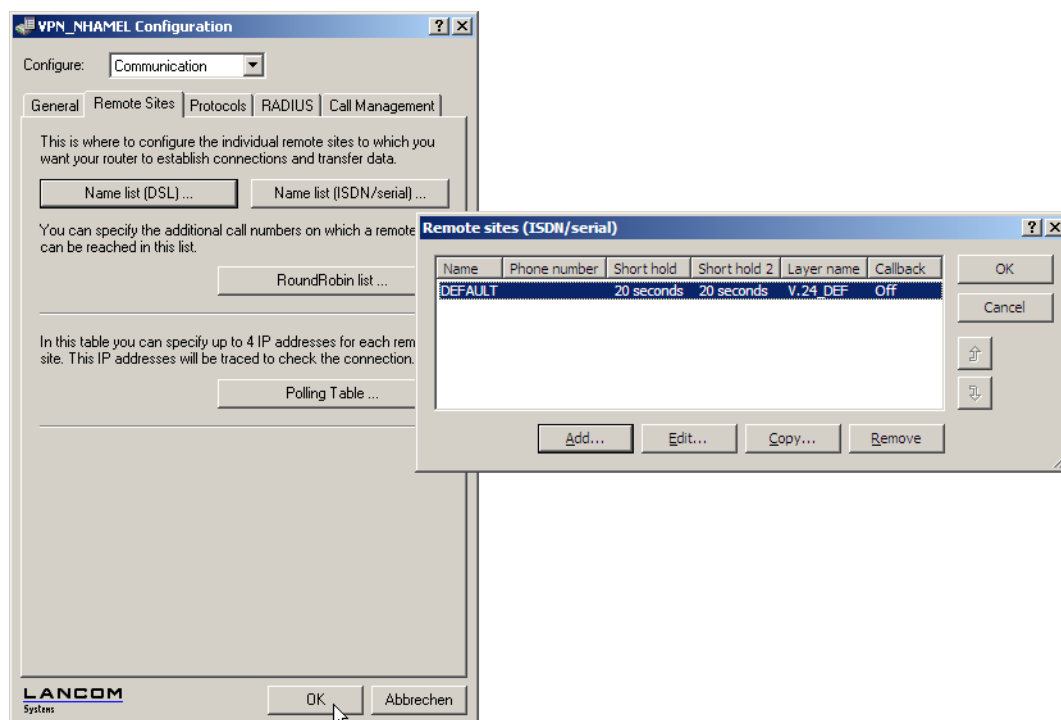 VPN_NHAMEL Configuration
Configure: Communication
General Remote Sites Protocols RADIUS Call Management
This is where to configure the individual remote sites to which you
want your router to establish connections and transfer data.
Name list (DSL) ...
Name list (ISDN/serial) ...
You can specify the additional call numbers on which a remote
can be reached in this list.
RoundRobin list ...
In this table you can specify up to 4 IP addresses for each rem
site. This IP addresses will be traced to check the connection.
Polling Table ...
LANCOM
Systems
OK
Abbrechen
Remote sites (ISDN/serial)
Name Phone number Short hold Short hold 2 Layer name Callback
DEFAULT 20 seconds 20 seconds V.24_DEF Off
OK
Cancel
Add...
Edit...
Copy...
Remove